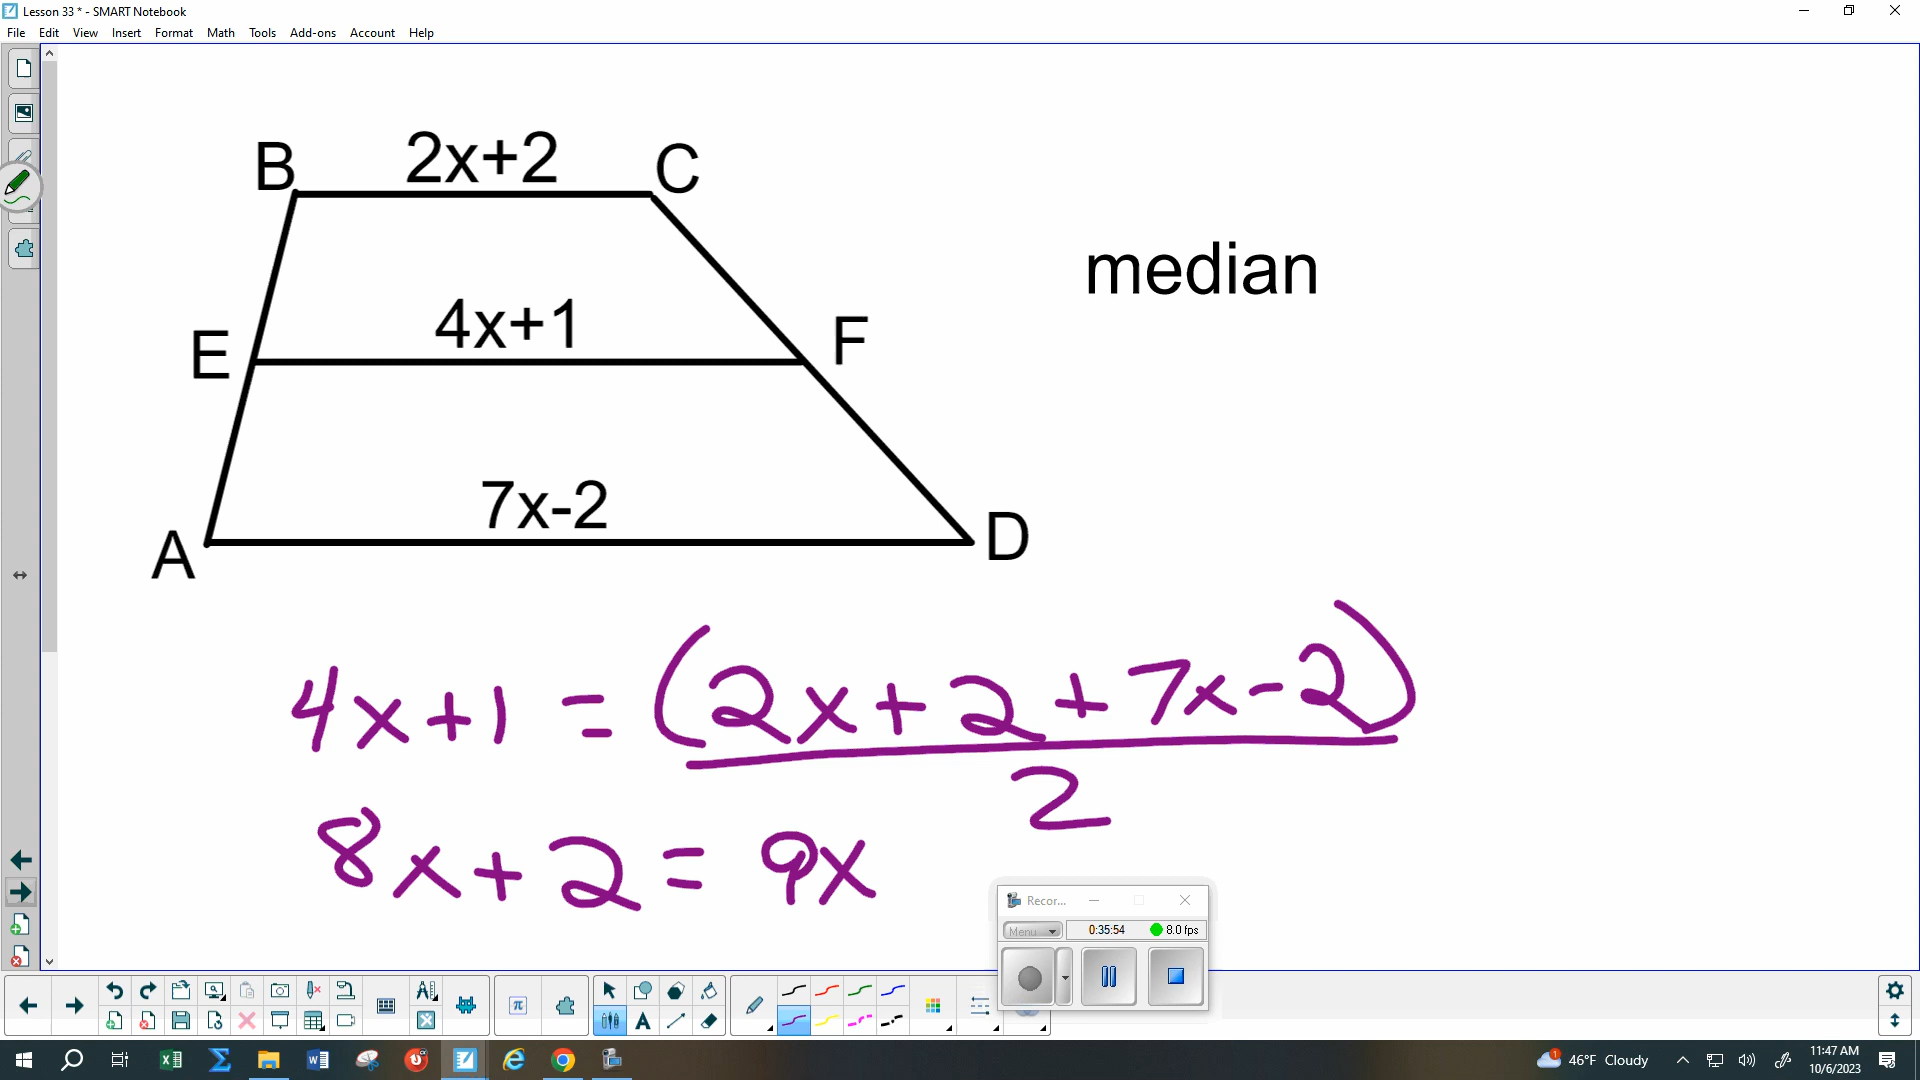 Lesson 33 * - SMART Notebook
File Edit View Insert Format Math Tools Add-ons Account Help
B 2x+2 C
median
E 4x+1 F
7x-2
A D
4x+1 = (2x+2+7x-2)
2
8x+2 = 9x
Recor...
Menu 0:35:54 8.0 fps
π
A
46°F Cloudy
11:47 AM
10/6/2023